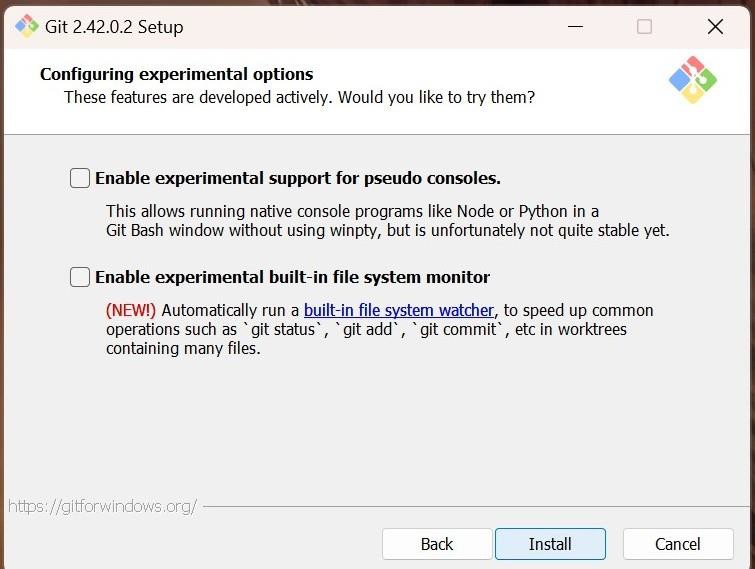 Git 2.42.0.2 Setup
Configuring experimental options
These features are developed actively. Would you like to try them?
Enable experimental support for pseudo consoles.
This allows running native console programs like Node or Python in a
Git Bash window without using winpty, but is unfortunately not quite stable yet.
Enable experimental built-in file system monitor
(NEW!) Automatically run a built-in file system watcher, to speed up common
operations such as `git status`, `git add`, `git commit`, etc in worktrees
containing many files.
https://gitforwindows.org/
Back Install Cancel